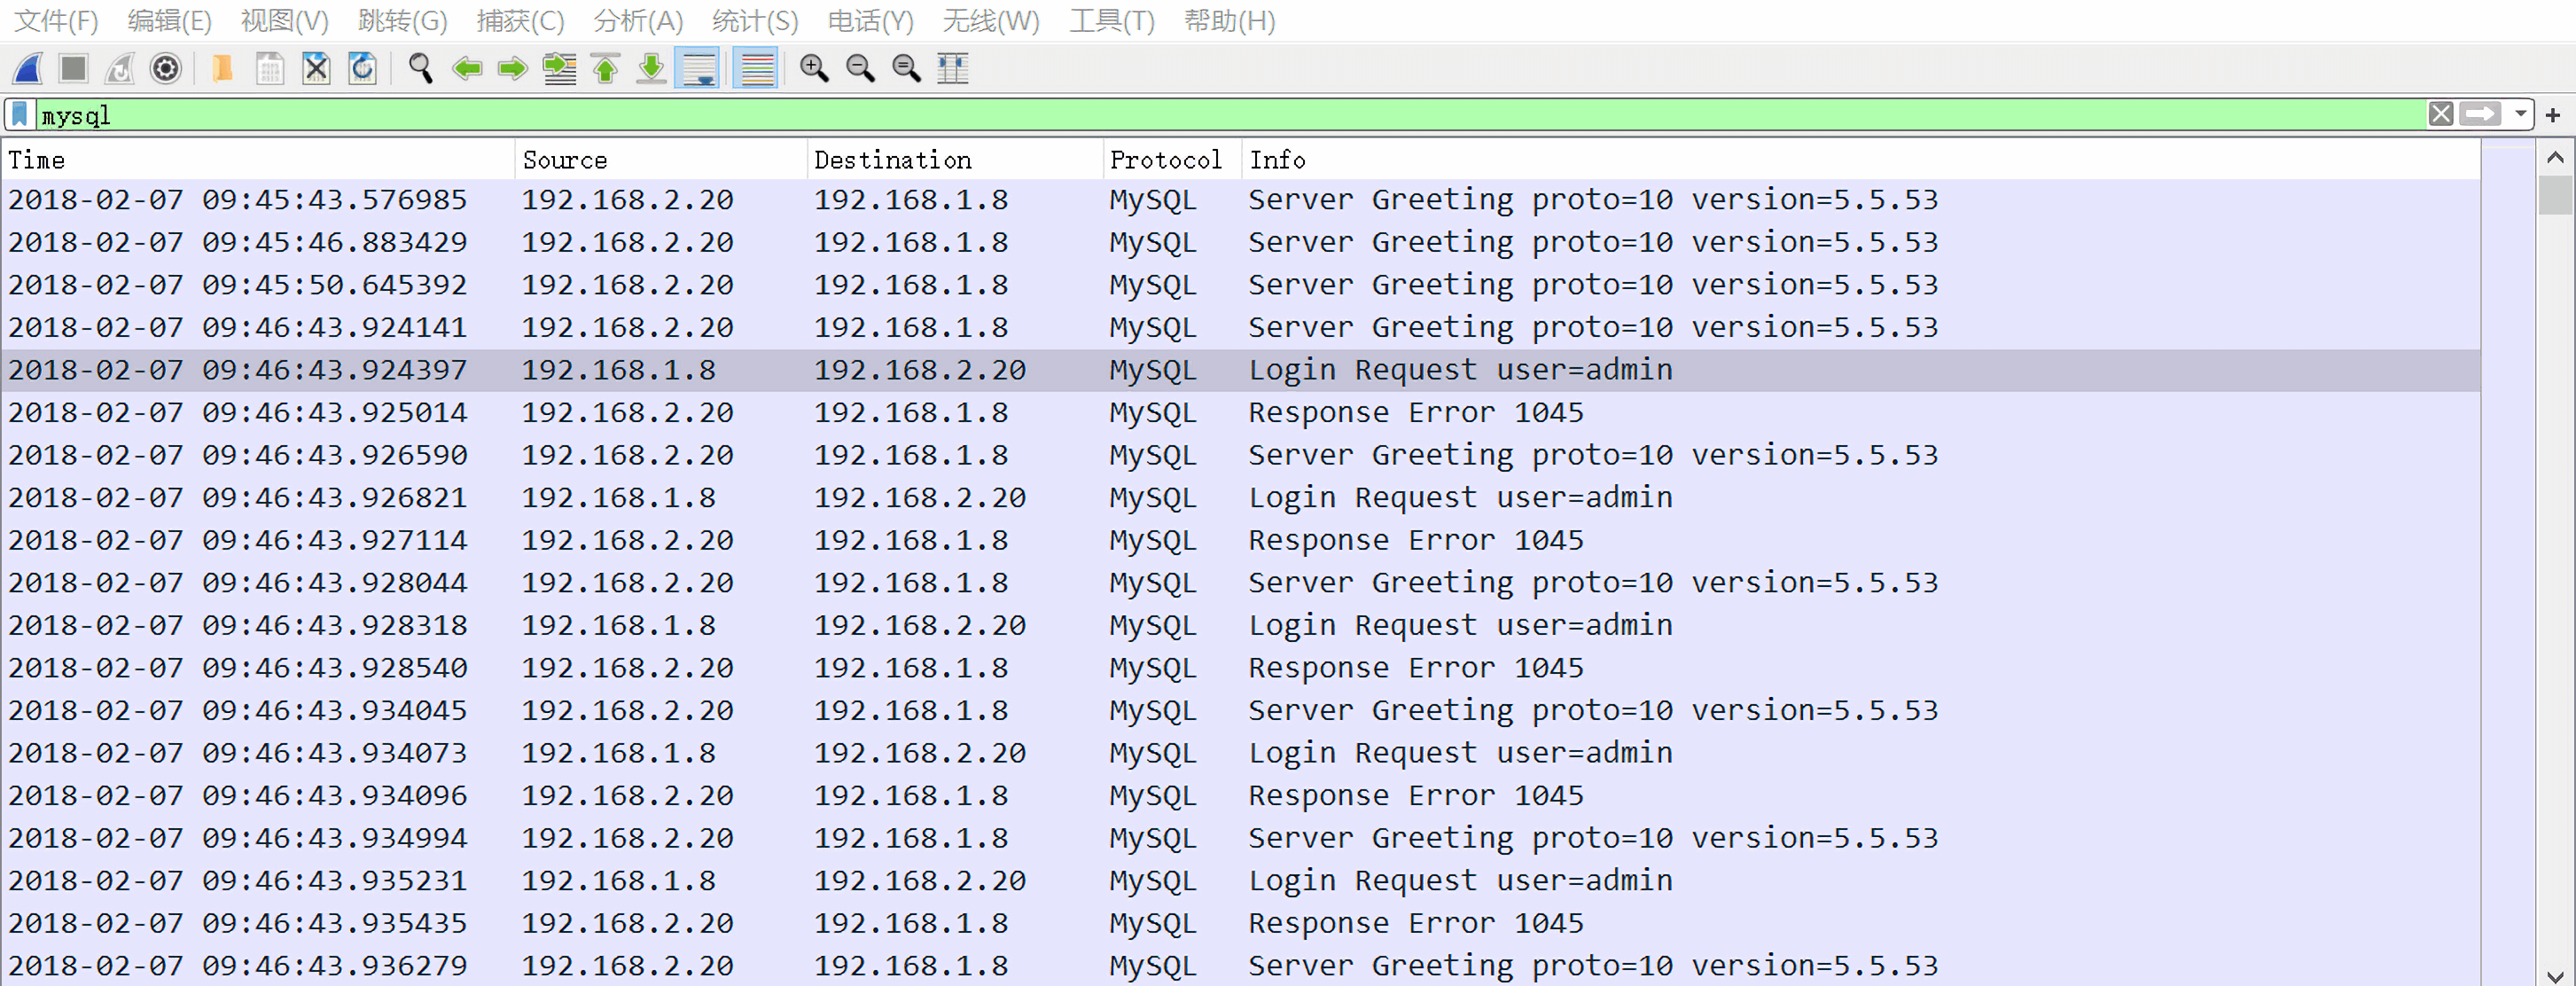 文件(F) 编辑(E) 视图(V) 跳转(G) 捕获(C) 分析(A) 统计(S) 电话(Y) 无线(W) 工具(T) 帮助(H)
mysql
Time Source Destination Protocol Info
2018-02-07 09:45:43.576985 192.168.2.20 192.168.1.8 MySQL Server Greeting proto=10 version=5.5.53
2018-02-07 09:45:46.883429 192.168.2.20 192.168.1.8 MySQL Server Greeting proto=10 version=5.5.53
2018-02-07 09:45:50.645392 192.168.2.20 192.168.1.8 MySQL Server Greeting proto=10 version=5.5.53
2018-02-07 09:46:43.924141 192.168.2.20 192.168.1.8 MySQL Server Greeting proto=10 version=5.5.53
2018-02-07 09:46:43.924397 192.168.1.8 192.168.2.20 MySQL Login Request user=admin
2018-02-07 09:46:43.925014 192.168.2.20 192.168.1.8 MySQL Response Error 1045
2018-02-07 09:46:43.926590 192.168.2.20 192.168.1.8 MySQL Server Greeting proto=10 version=5.5.53
2018-02-07 09:46:43.926821 192.168.1.8 192.168.2.20 MySQL Login Request user=admin
2018-02-07 09:46:43.927114 192.168.2.20 192.168.1.8 MySQL Response Error 1045
2018-02-07 09:46:43.928044 192.168.2.20 192.168.1.8 MySQL Server Greeting proto=10 version=5.5.53
2018-02-07 09:46:43.928318 192.168.1.8 192.168.2.20 MySQL Login Request user=admin
2018-02-07 09:46:43.928540 192.168.2.20 192.168.1.8 MySQL Response Error 1045
2018-02-07 09:46:43.934045 192.168.2.20 192.168.1.8 MySQL Server Greeting proto=10 version=5.5.53
2018-02-07 09:46:43.934073 192.168.1.8 192.168.2.20 MySQL Login Request user=admin
2018-02-07 09:46:43.934096 192.168.2.20 192.168.1.8 MySQL Response Error 1045
2018-02-07 09:46:43.934994 192.168.2.20 192.168.1.8 MySQL Server Greeting proto=10 version=5.5.53
2018-02-07 09:46:43.935231 192.168.1.8 192.168.2.20 MySQL Login Request user=admin
2018-02-07 09:46:43.935435 192.168.2.20 192.168.1.8 MySQL Response Error 1045
2018-02-07 09:46:43.936279 192.168.2.20 192.168.1.8 MySQL Server Greeting proto=10 version=5.5.53